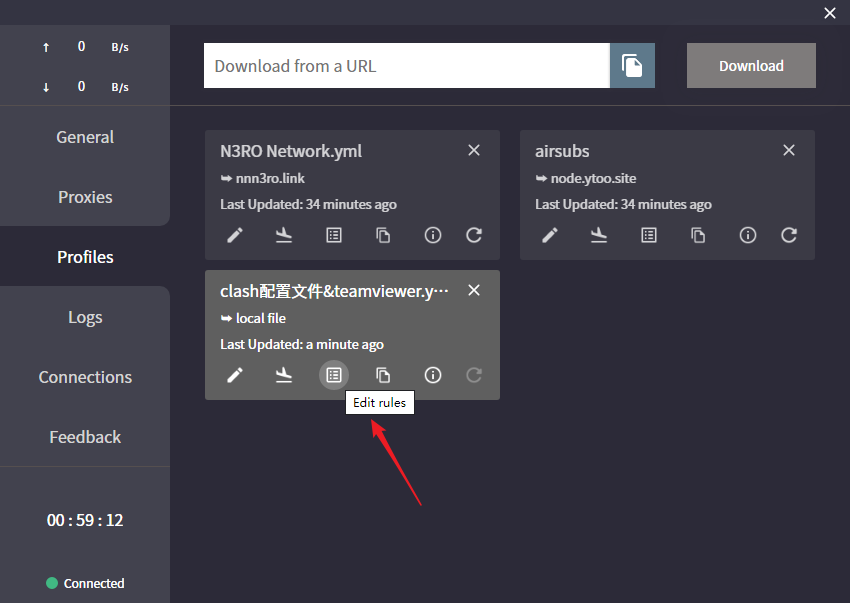 ↑ 0 B/s
↓ 0 B/s
General
Proxies
Profiles
Logs
Connections
Feedback
00 : 59 : 12
Connected
Download from a URL
Download
N3RO Network.yml
➥ nnn3ro.link
Last Updated: 34 minutes ago
airsubs
➥ node.ytoo.site
Last Updated: 34 minutes ago
clash配置文件&teamviewer.y⋯
➥ local file
Last Updated: a minute ago
Edit rules